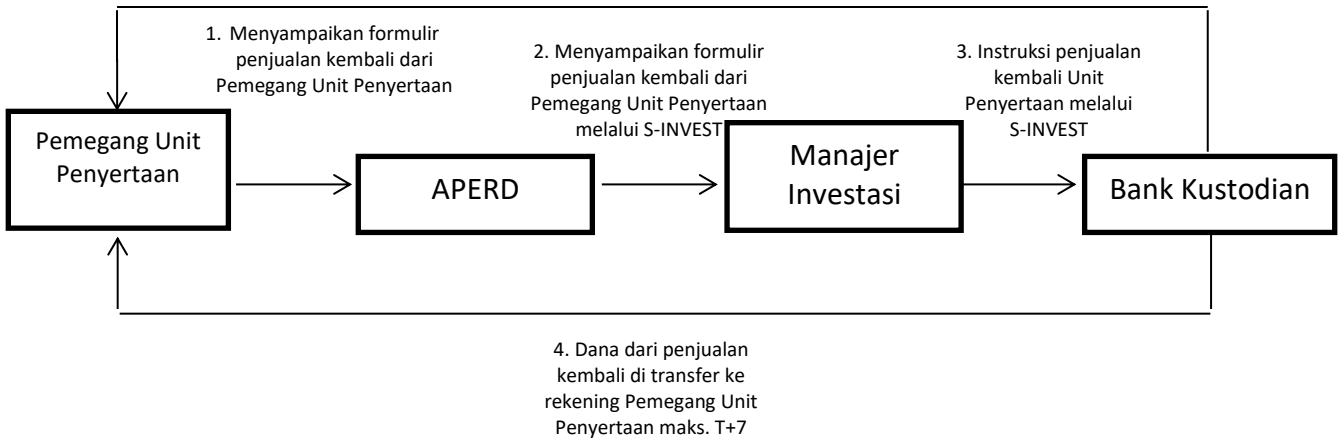 1. Menyampaikan formulir
penjualan kembali dari
Pemegang Unit Penyertaan
2. Menyampaikan formulir
penjualan kembali dari
Pemegang Unit Penyertaan
melalui S-INVEST
3. Instruksi penjualan
kembali Unit
Penyertaan melalui
S-INVEST
Pemegang Unit
Penyertaan
APERD
Manajer
Investasi
Bank Kustodian
4. Dana dari penjualan
kembali di transfer ke
rekening Pemegang Unit
Penyertaan maks. T+7